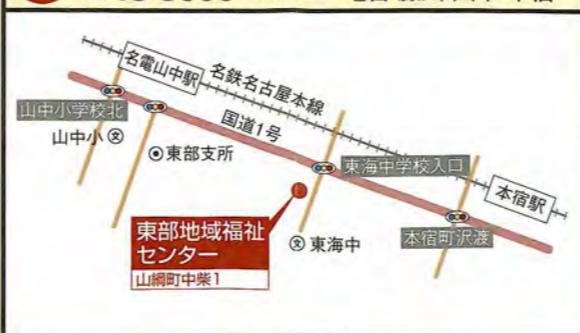 名電山中駅
名鉄名古屋本線
国道1号
山中小学校北
山中小
東部支所
東海中学校入口
本宿駅
東部地域福祉
センター
山綱町中柴1
東海中
本宿町沢渡